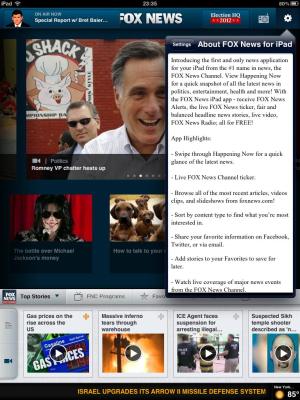 iPad
23:35
85%
ON AIR NOW
Special Report w/ Bret Baier...
FOX NEWS
Election HQ
2012
Settings
About FOX News for iPad
Introducing the first and only news application
for your iPad from the #1 name in news, the
FOX News Channel. View Happening Now
for a quick snapshot of all the latest news in
politics, entertainment, health and more! With
the FOX News iPad app - receive FOX News
Alerts, the live FOX News ticker, fair and
balanced headline news stories, live video,
FOX News Radio; all for FREE!
App Highlights:
- Swipe through Happening Now for a quick
glance of the latest news.
- Live FOX News Channel ticker.
- Browse all of the most recent articles, videos
clips, and slideshows from foxnews.com!
- Sort by content type to find what you're most
interested in.
- Share your favorite information on Facebook,
Twitter, or via email.
- Add stories to your Favorites to save for
later.
- Watch live coverage of major news events
from the FOX News Channel.
SHACK
Politics
Romney VP chatter heats up
The battle over Michael
Jackson's money
How to talk to your
FOX
NEWS
Top Stories
FNC Programs
Favo
Gas prices on the
rise across the
US
Massive inferno
tears through
warehouse
ICE Agent faces
suspension for
arresting illegal...
Suspected Sikh
temple shooter
described as 'n
Gasoline
GAS PRICES
ISRAEL UPGRADES ITS ARROW II MISSILE DEFENSE SYSTEM
New York,
85°